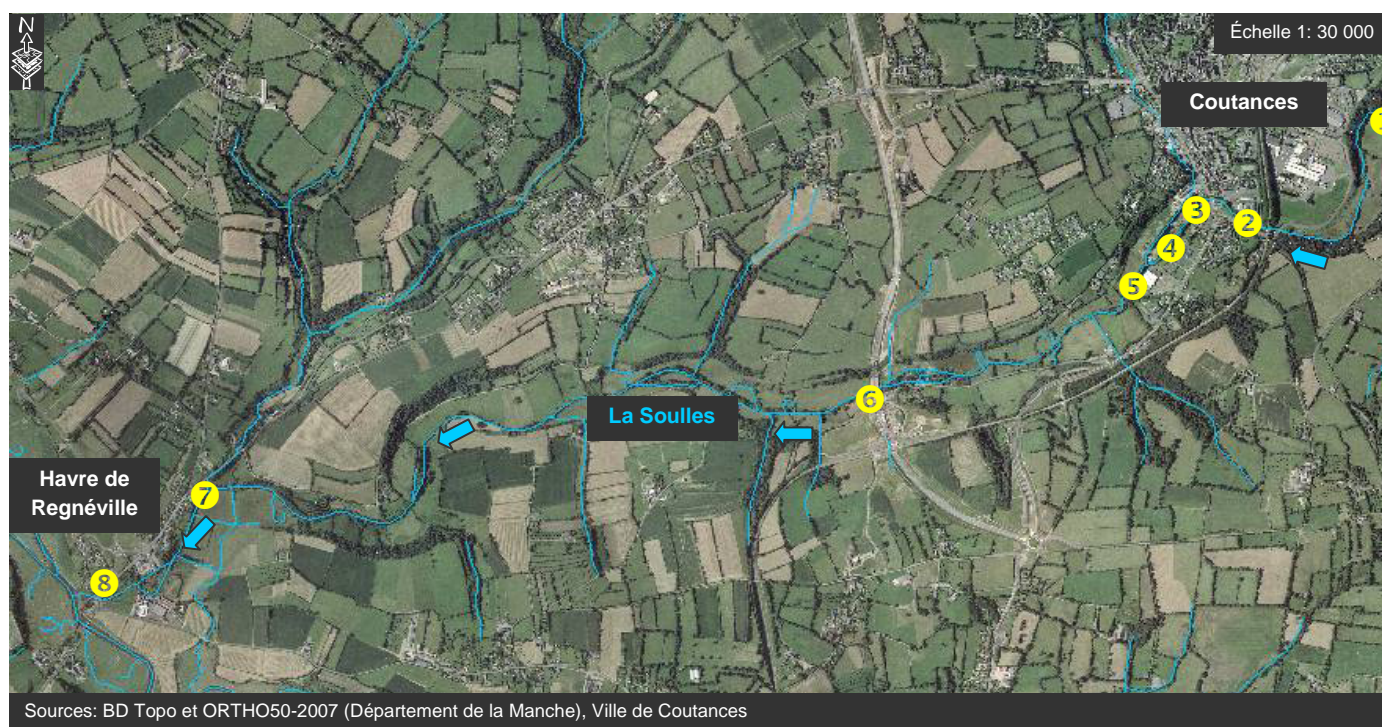 N
Échelle 1: 30 000
Coutances
3
2
4
5
6
La Soulles
Havre de
Regnéville
7
8
Sources: BD Topo et ORTHO50-2007 (Département de la Manche), Ville de Coutances